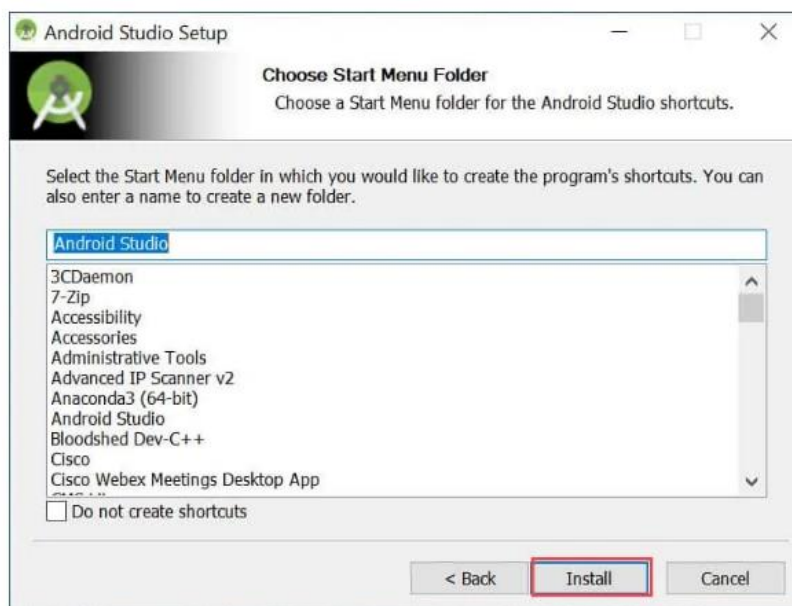 Android Studio Setup
Choose Start Menu Folder
Choose a Start Menu folder for the Android Studio shortcuts.
Select the Start Menu folder in which you would like to create the program's shortcuts. You can
also enter a name to create a new folder.
Android Studio
3CDaemon
7-Zip
Accessibility
Accessories
Administrative Tools
Advanced IP Scanner v2
Anaconda3 (64-bit)
Android Studio
Bloodshed Dev-C++
Cisco
Cisco Webex Meetings Desktop App
Do not create shortcuts
< Back
Install
Cancel